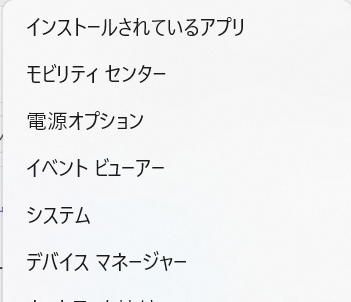 インストールされているアプリ
モビリティ センター
電源オプション
イベント ビューアー
システム
デバイス マネージャー